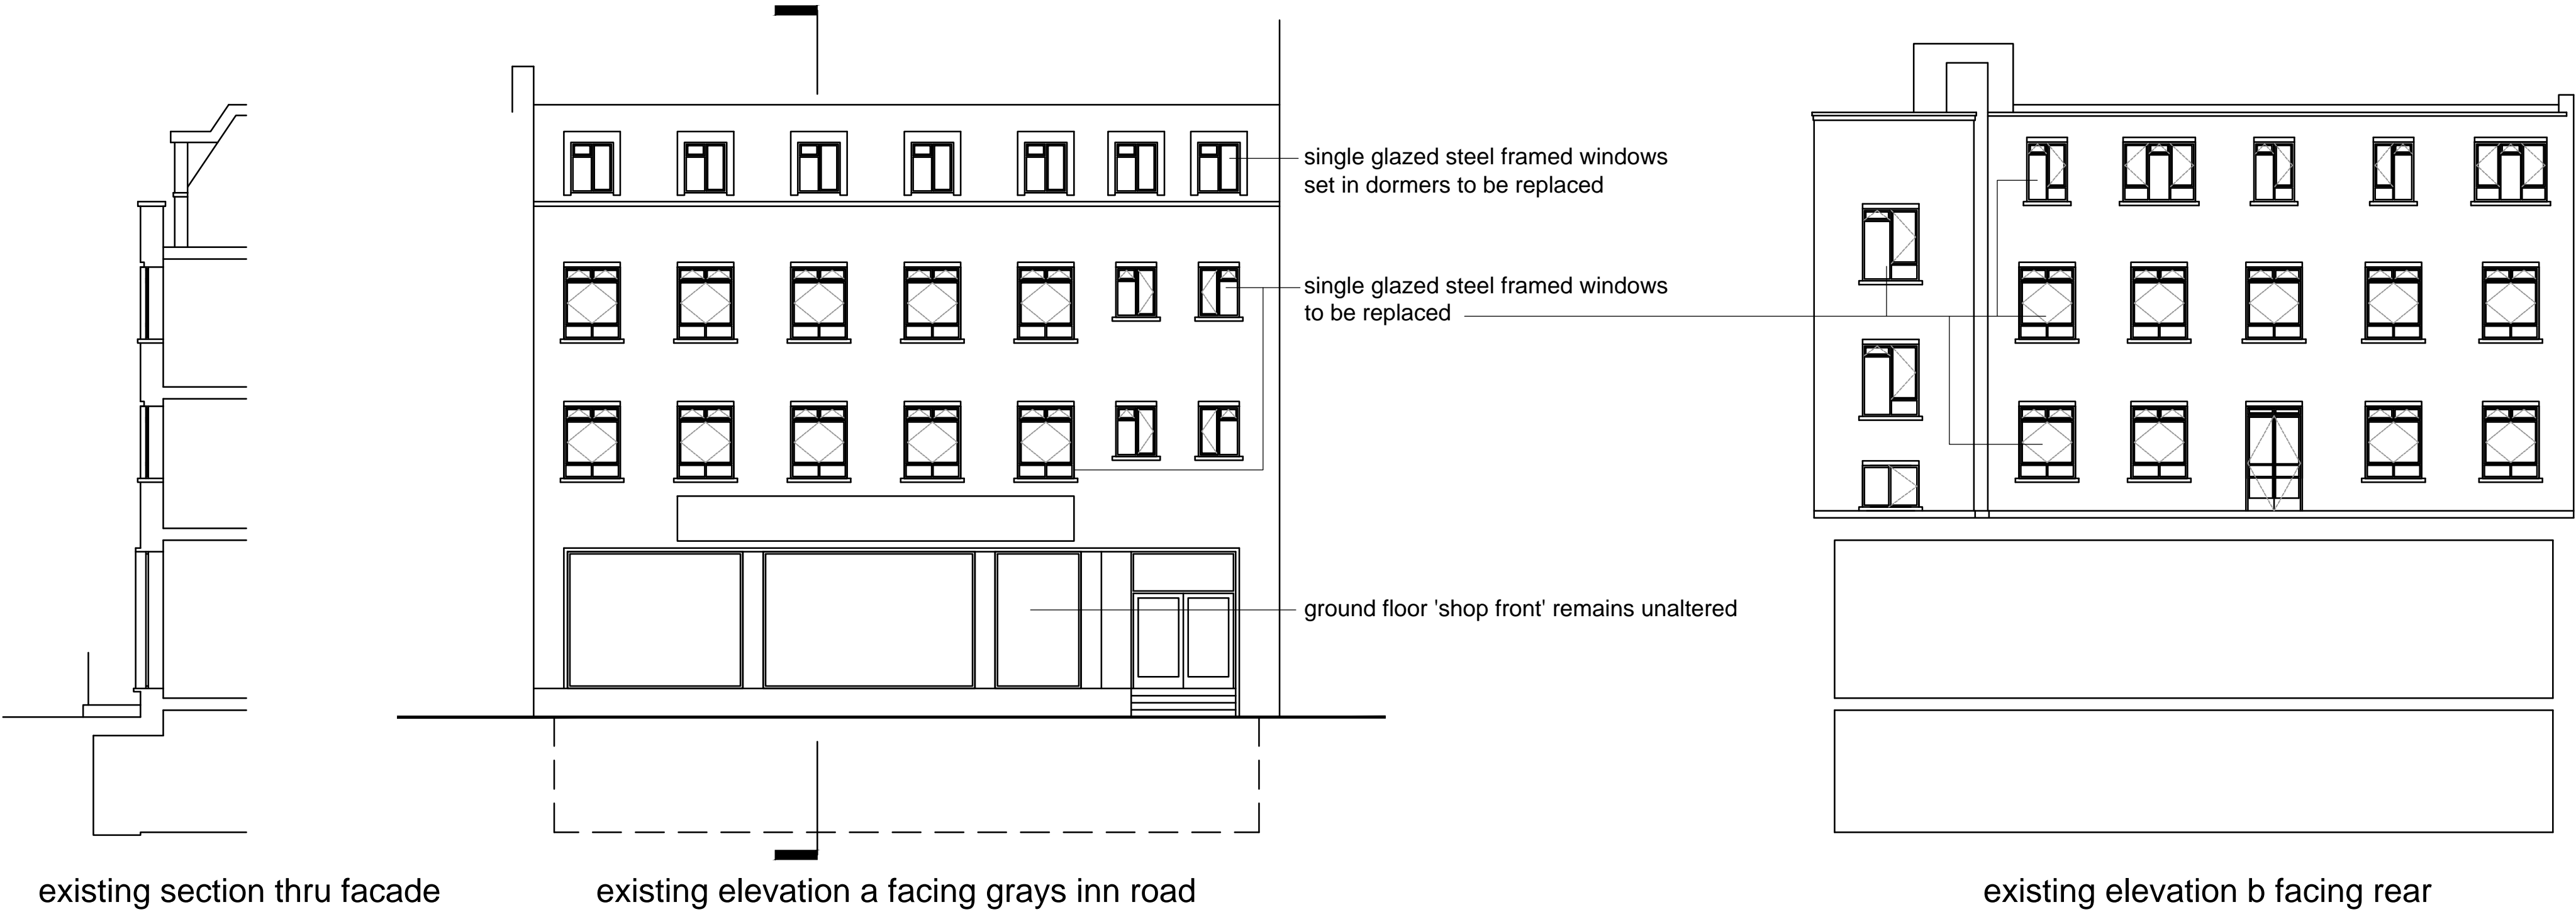 single glazed steel framed windows
set in dormers to be replaced
single glazed steel framed windows
to be replaced
ground floor 'shop front' remains unaltered
existing section thru facade
existing elevation a facing grays inn road
existing elevation b facing rear